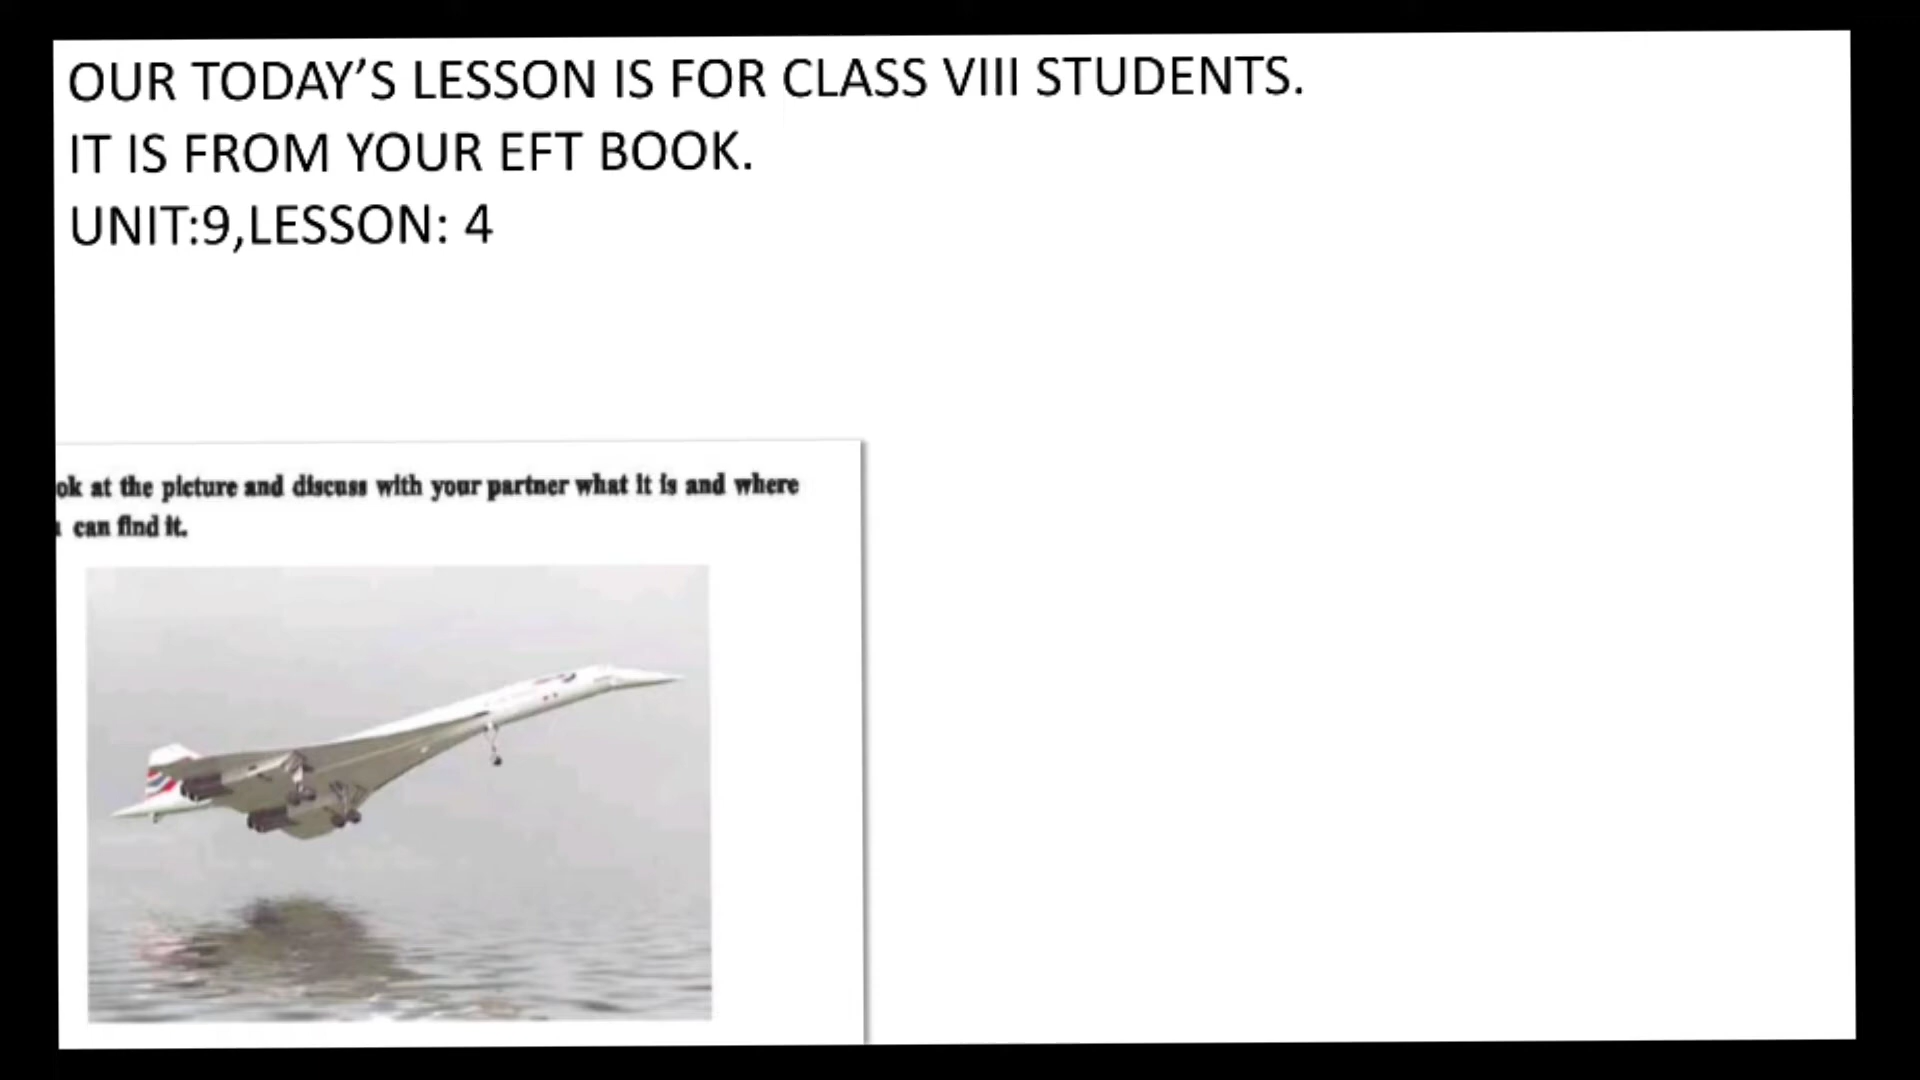 OUR TODAY'S LESSON IS FOR CLASS VIII STUDENTS.
IT IS FROM YOUR EFT BOOK.
UNIT:9,LESSON: 4
ok at the picture and discuss with your partner what it is and where
can find it.